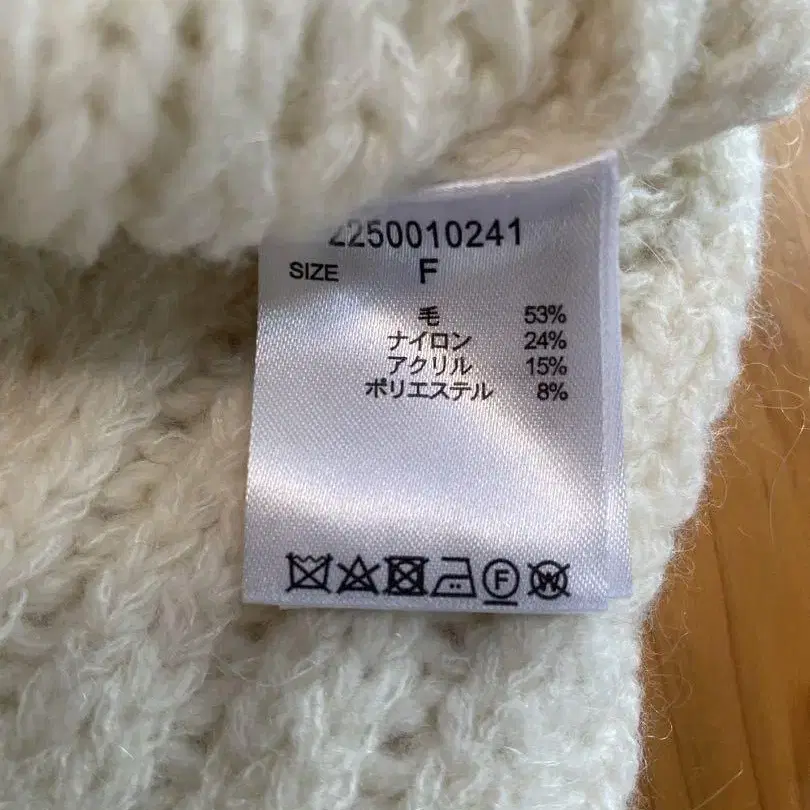 2250010241
SIZE F
毛 53%
ナイロン 24%
アクリル 15%
ポリエステル 8%
F W